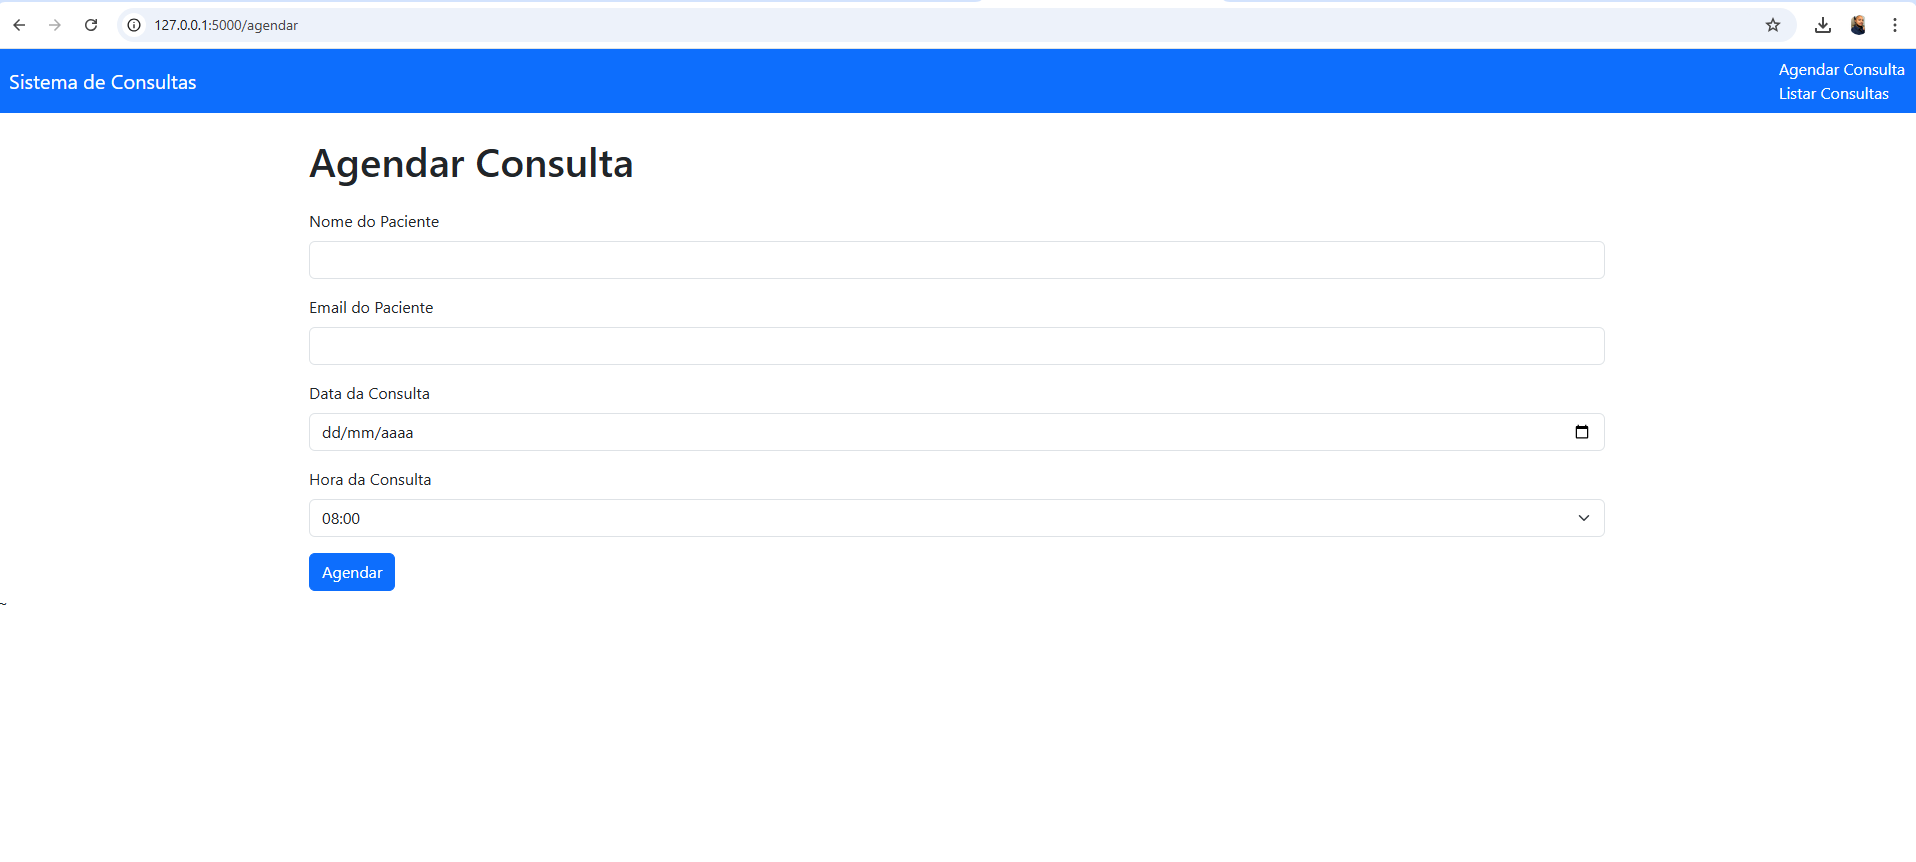 127.0.0.1:5000/agendar
Sistema de Consultas
Agendar Consulta
Listar Consultas
Agendar Consulta
Nome do Paciente
Email do Paciente
Data da Consulta
dd/mm/aaaa
Hora da Consulta
08:00
Agendar
~